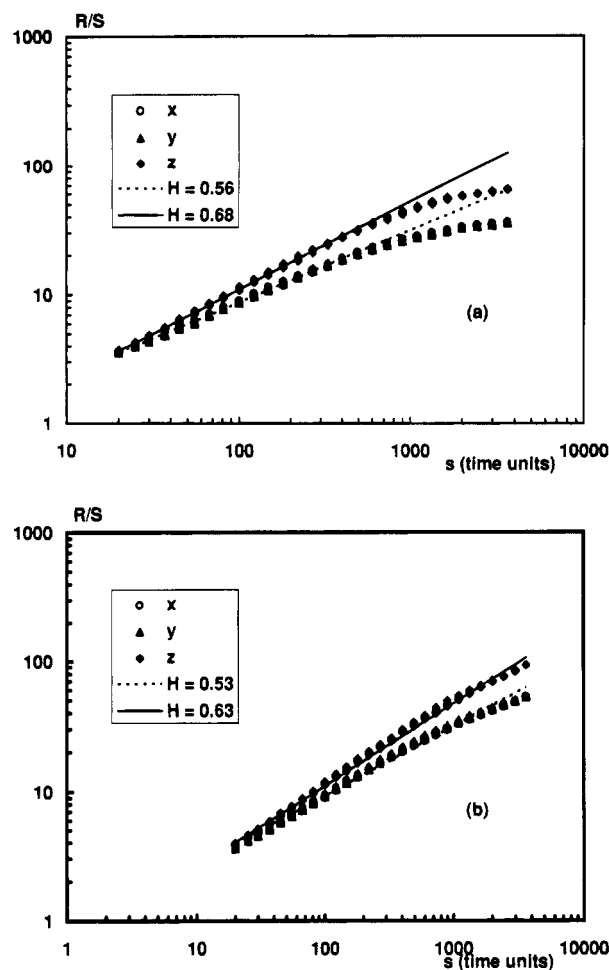 R/S
1000
100
10
1
x
y
z
H = 0.56
H = 0.68
(a)
10 100 1000 10000
s (time units)
R/S
1000
100
10
1
x
y
z
H = 0.53
H = 0.63
(b)
1 10 100 1000 10000
s (time units)